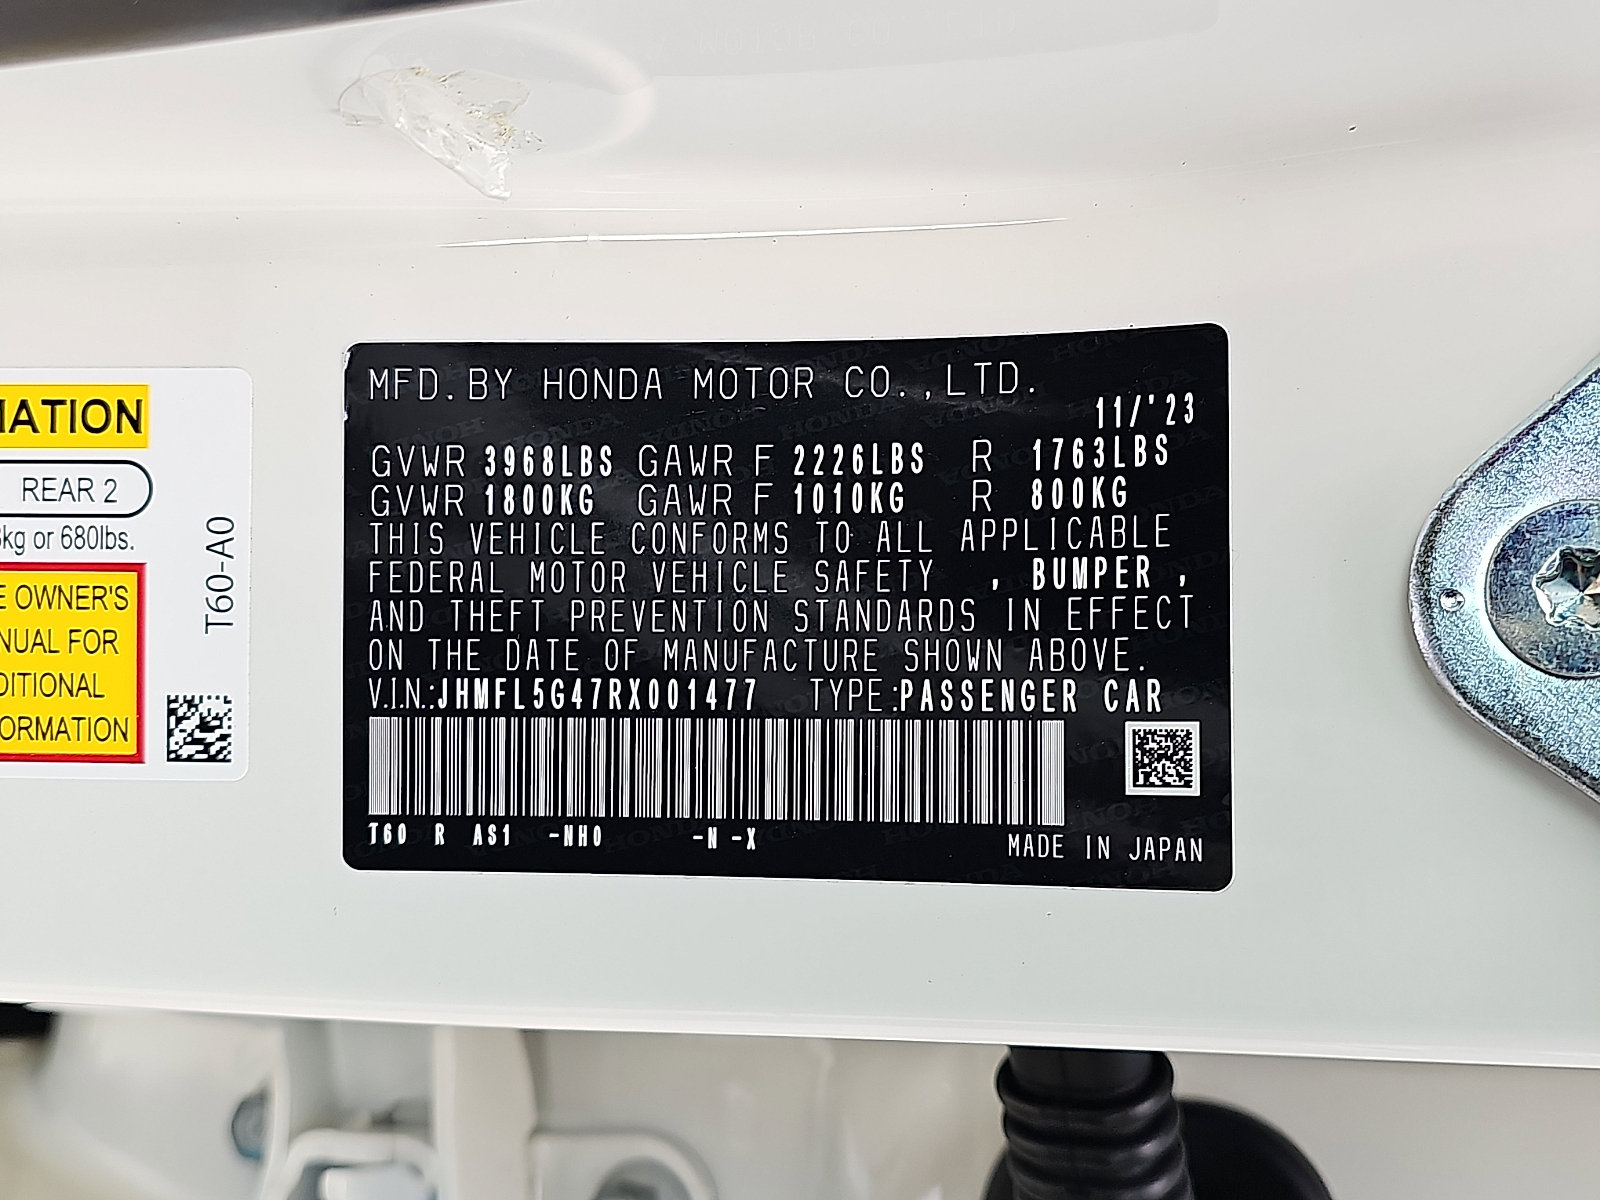 MATION
REAR 2
kg or 680lbs.
E OWNER'S
NUAL FOR
DITIONAL
ORMATION
T60-A0
MFD. BY HONDA MOTOR CO.,LTD.
11/'23
GVWR 3968LBS GAWR F 2226LBS R 1763LBS
GVWR 1800KG GAWR F 1010KG R 800KG
THIS VEHICLE CONFORMS TO ALL APPLICABLE
FEDERAL MOTOR VEHICLE SAFETY , BUMPER ,
AND THEFT PREVENTION STANDARDS IN EFFECT
ON THE DATE OF MANUFACTURE SHOWN ABOVE.
V.I.N.:JHMFL5G47RX001477 TYPE:PASSENGER CAR
T60 R AS1 -NH0 -N -X
MADE IN JAPAN